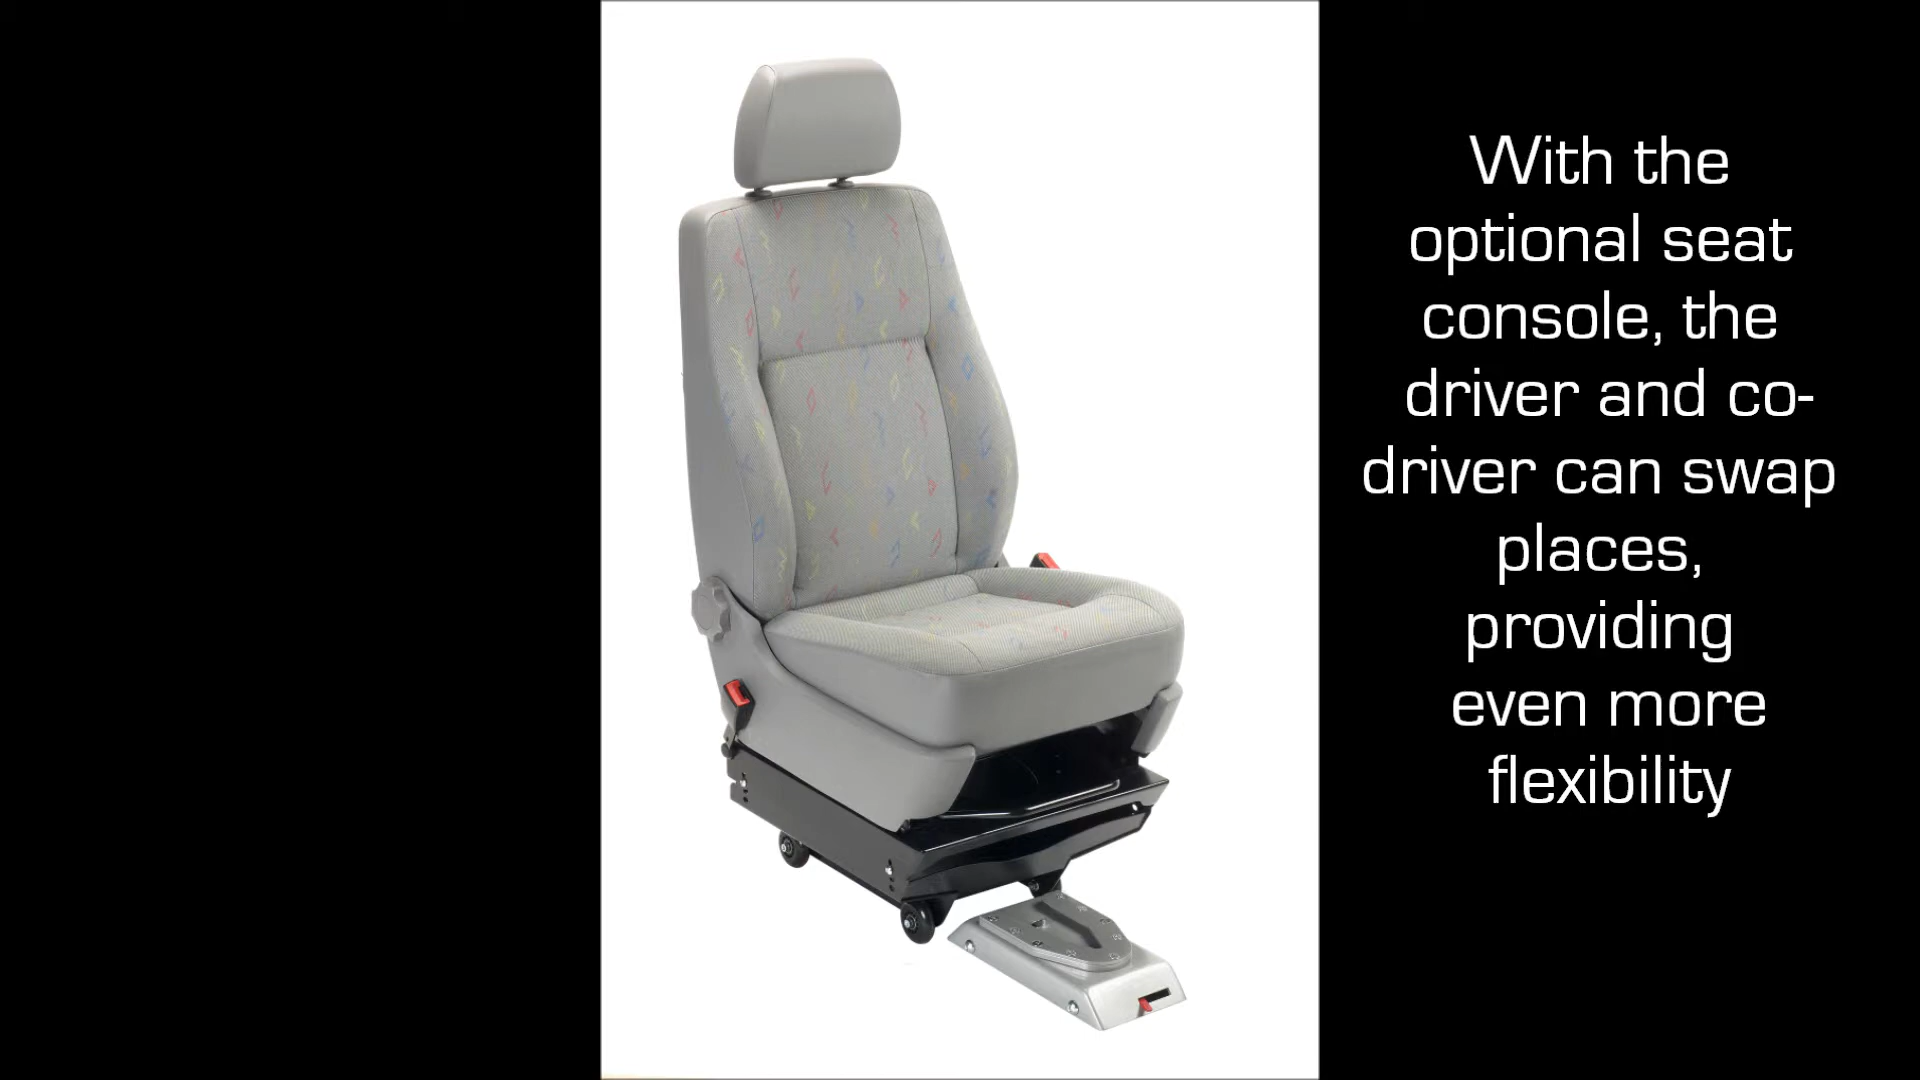 With the
optional seat
console, the
driver and co-
driver can swap
places,
providing
even more
flexibility